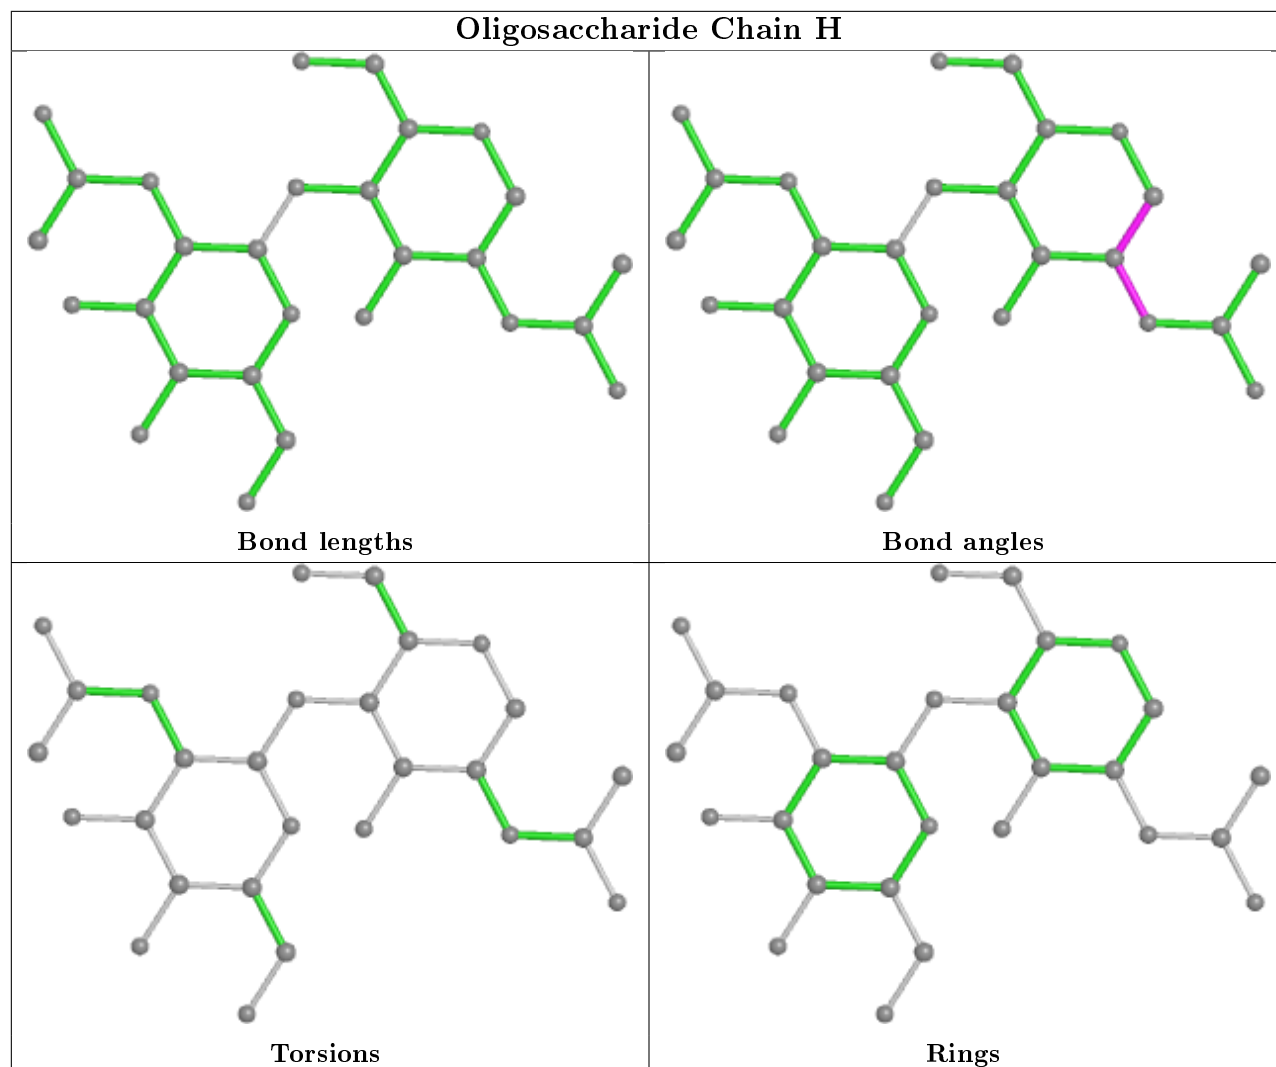 Oligosaccharide Chain H
Bond lengths
Bond angles
Torsions
Rings